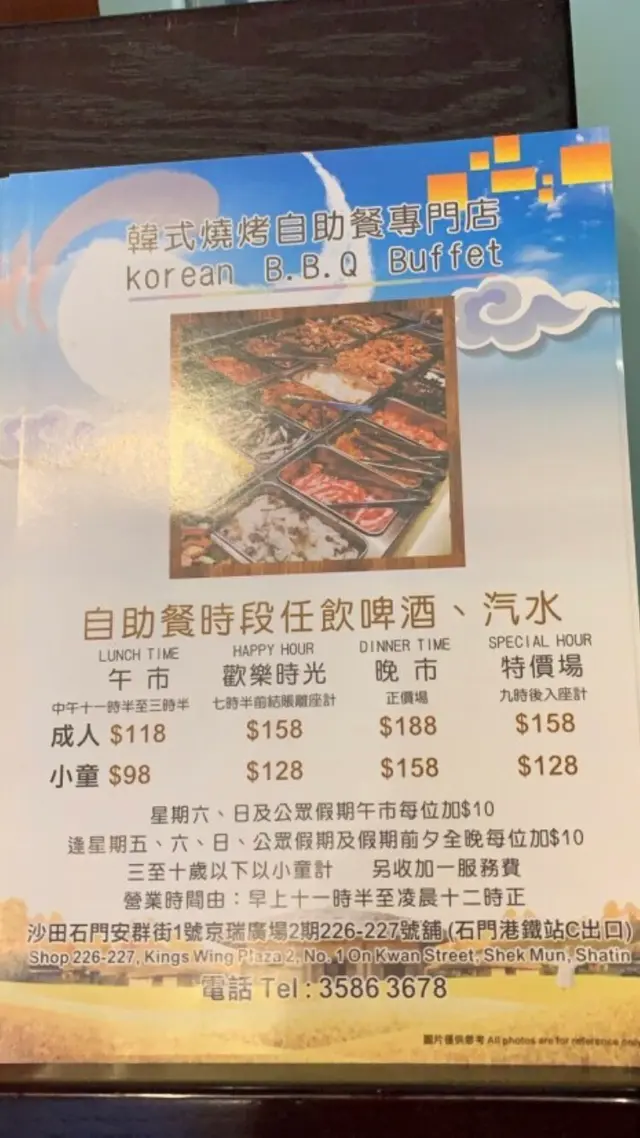 韓式燒烤自助餐專門店
korean B.B.Q Buffet
自助餐時段任飲啤酒、汽水
LUNCH TIME HAPPY HOUR DINNER TIME SPECIAL HOUR
午市 歡樂時光 晚市 特價場
中午十一時半至三時半 七時半前結賬離座計 正價場 九時後入座計
成人 $118 $158 $188 $158
小童 $98 $128 $158 $128
星期六、日及公眾假期午市每位加$10
逢星期五、六、日、公眾假期及假期前夕全晚每位加$10
三至十歲以下以小童計 另收加一服務費
營業時間由：早上十一時半至凌晨十二時正
沙田石門安群街1號京瑞廣場2期226-227號舖 (石門港鐵站C出口)
Shop 226-227, Kings Wing Plaza 2, No. 1 On Kwan Street, Shek Mun, Shatin
電話 Tel : 3586 3678
圖片僅供參考 All photos are for reference only